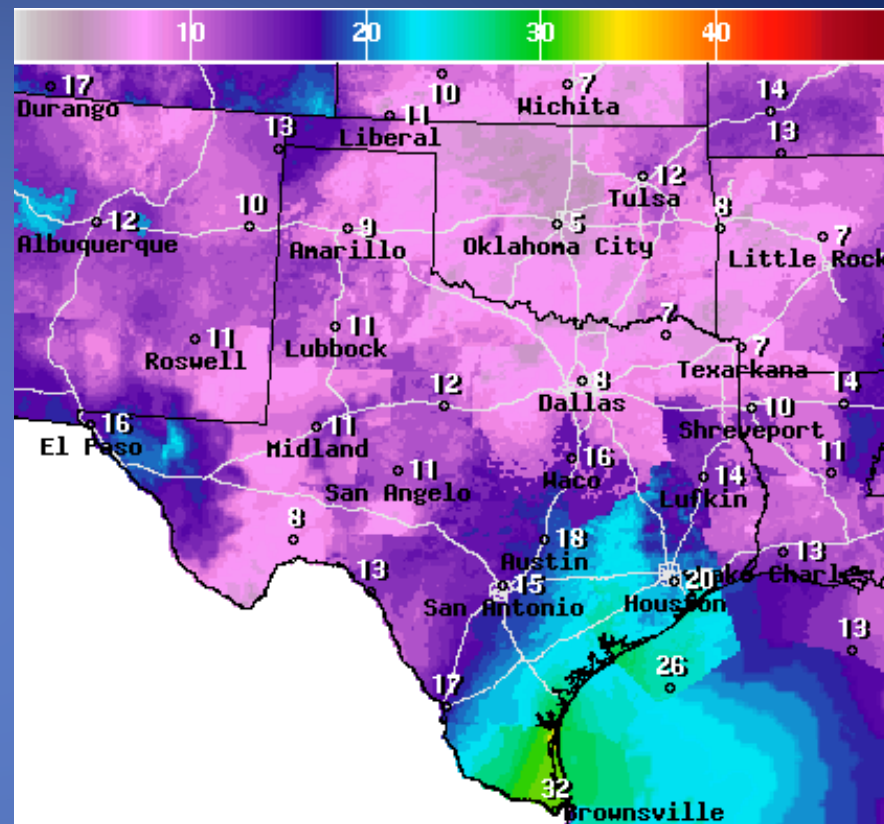 10 20 30 40
17
Durango
10
7
Wichita
14
11
Liberal
13
13
12
Tulsa
12
Albuquerque
10
9
Amarillo
5
Oklahoma City
8
7
Little Rock
11
Roswell
11
Lubbock
7
7
Texarkana
8
Dallas
12
10
Shreveport
14
16
El Paso
11
Midland
11
San Angelo
16
Waco
14
Lufkin
11
8
18
Austin
13
13
15
San Antonio
20
Houston
Lake Charles
13
26
17
32
Brownsville